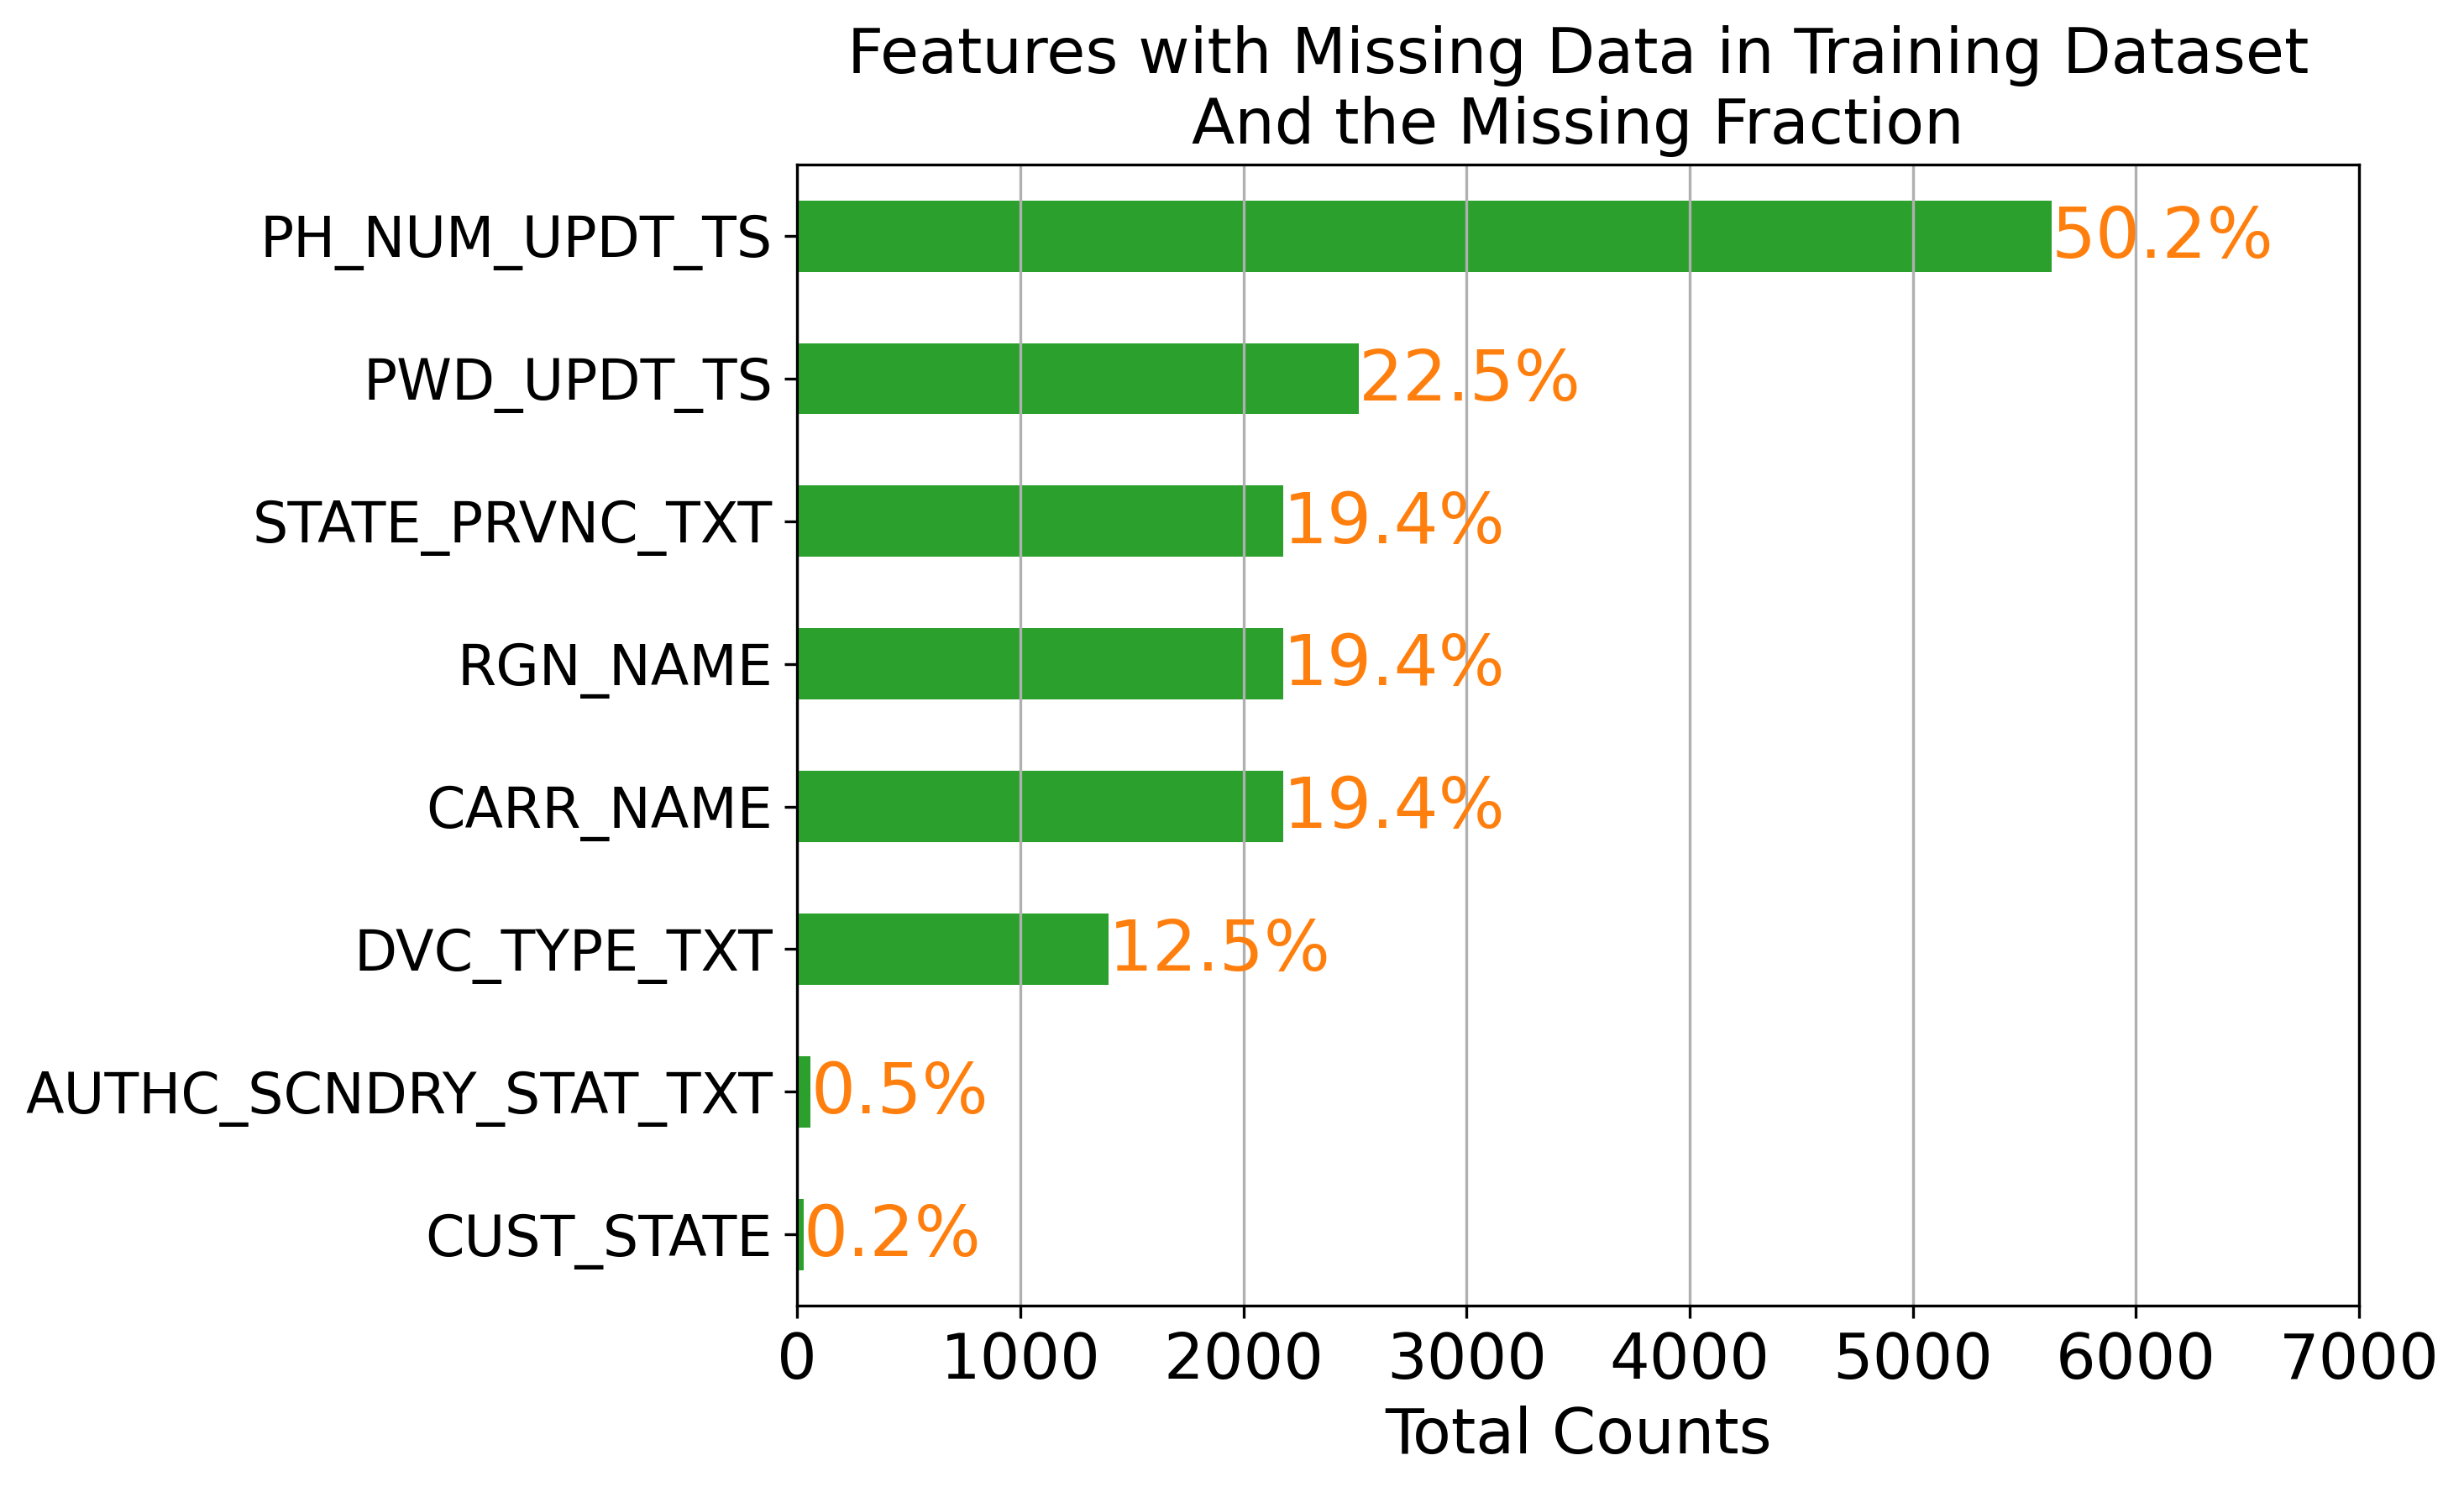 Features with Missing Data in Training Dataset
And the Missing Fraction
PH_NUM_UPDT_TS
50.2%
PWD_UPDT_TS
22.5%
STATE_PRVNC_TXT
19.4%
RGN_NAME
19.4%
CARR_NAME
19.4%
DVC_TYPE_TXT
12.5%
AUTHC_SCNDRY_STAT_TXT
0.5%
CUST_STATE
0.2%
0 1000 2000 3000 4000 5000 6000 7000
Total Counts